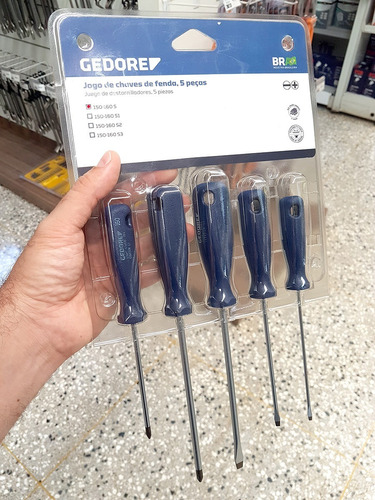 GEDORE
BR
Jogo de chaves de fenda, 5 peças
Juego de destornilladores, 5 piezas
150-160 S
150-160 S1
150-160 S2
150-160 S3
GEDORE
150